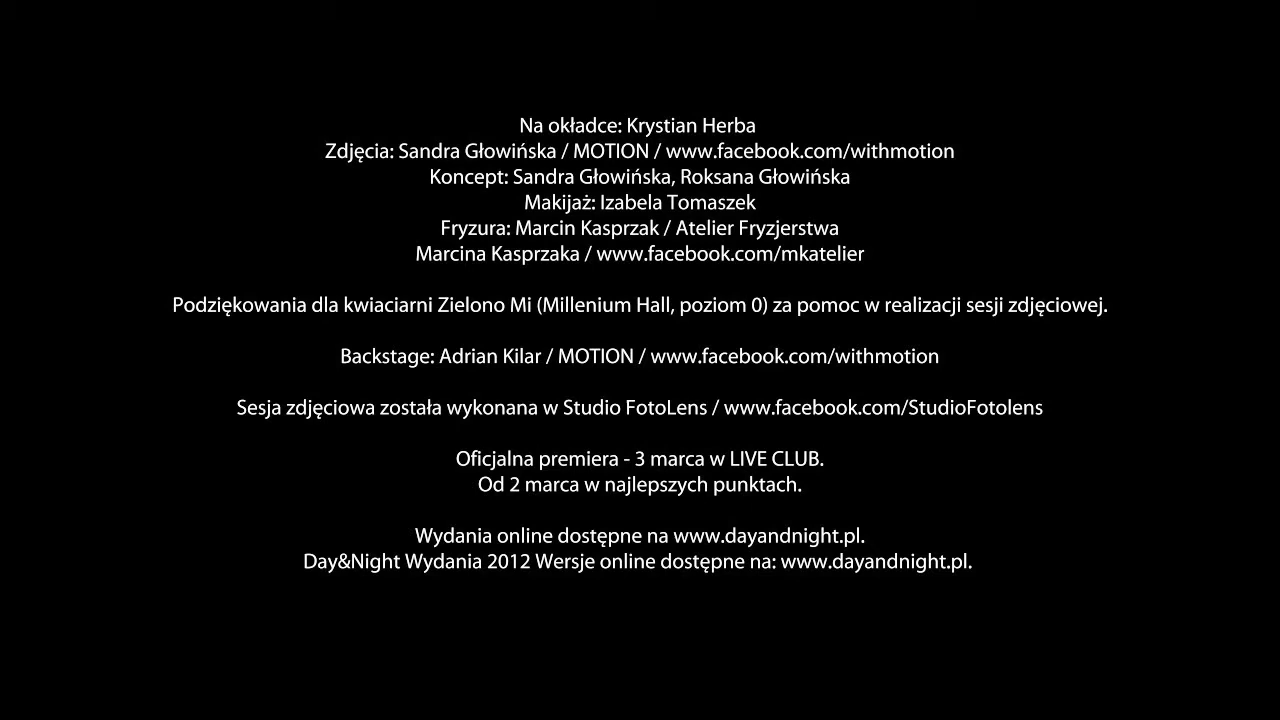 Na okładce: Krystian Herba
Zdjęcia: Sandra Głowińska / MOTION / www.facebook.com/withmotion
Koncept: Sandra Głowińska, Roksana Głowińska
Makijaż: Izabela Tomaszek
Fryzura: Marcin Kasprzak / Atelier Fryzjerstwa
Marcina Kasprzaka / www.facebook.com/mkatelier
Podziękowania dla kwiaciarni Zielono Mi (Millenium Hall, poziom 0) za pomoc w realizacji sesji zdjęciowej.
Backstage: Adrian Kilar / MOTION / www.facebook.com/withmotion
Sesja zdjęciowa została wykonana w Studio FotoLens / www.facebook.com/StudioFotolens
Oficjalna premiera - 3 marca w LIVE CLUB.
Od 2 marca w najlepszych punktach.
Wydania online dostępne na www.dayandnight.pl.
Day&Night Wydania 2012 Wersje online dostępne na: www.dayandnight.pl.